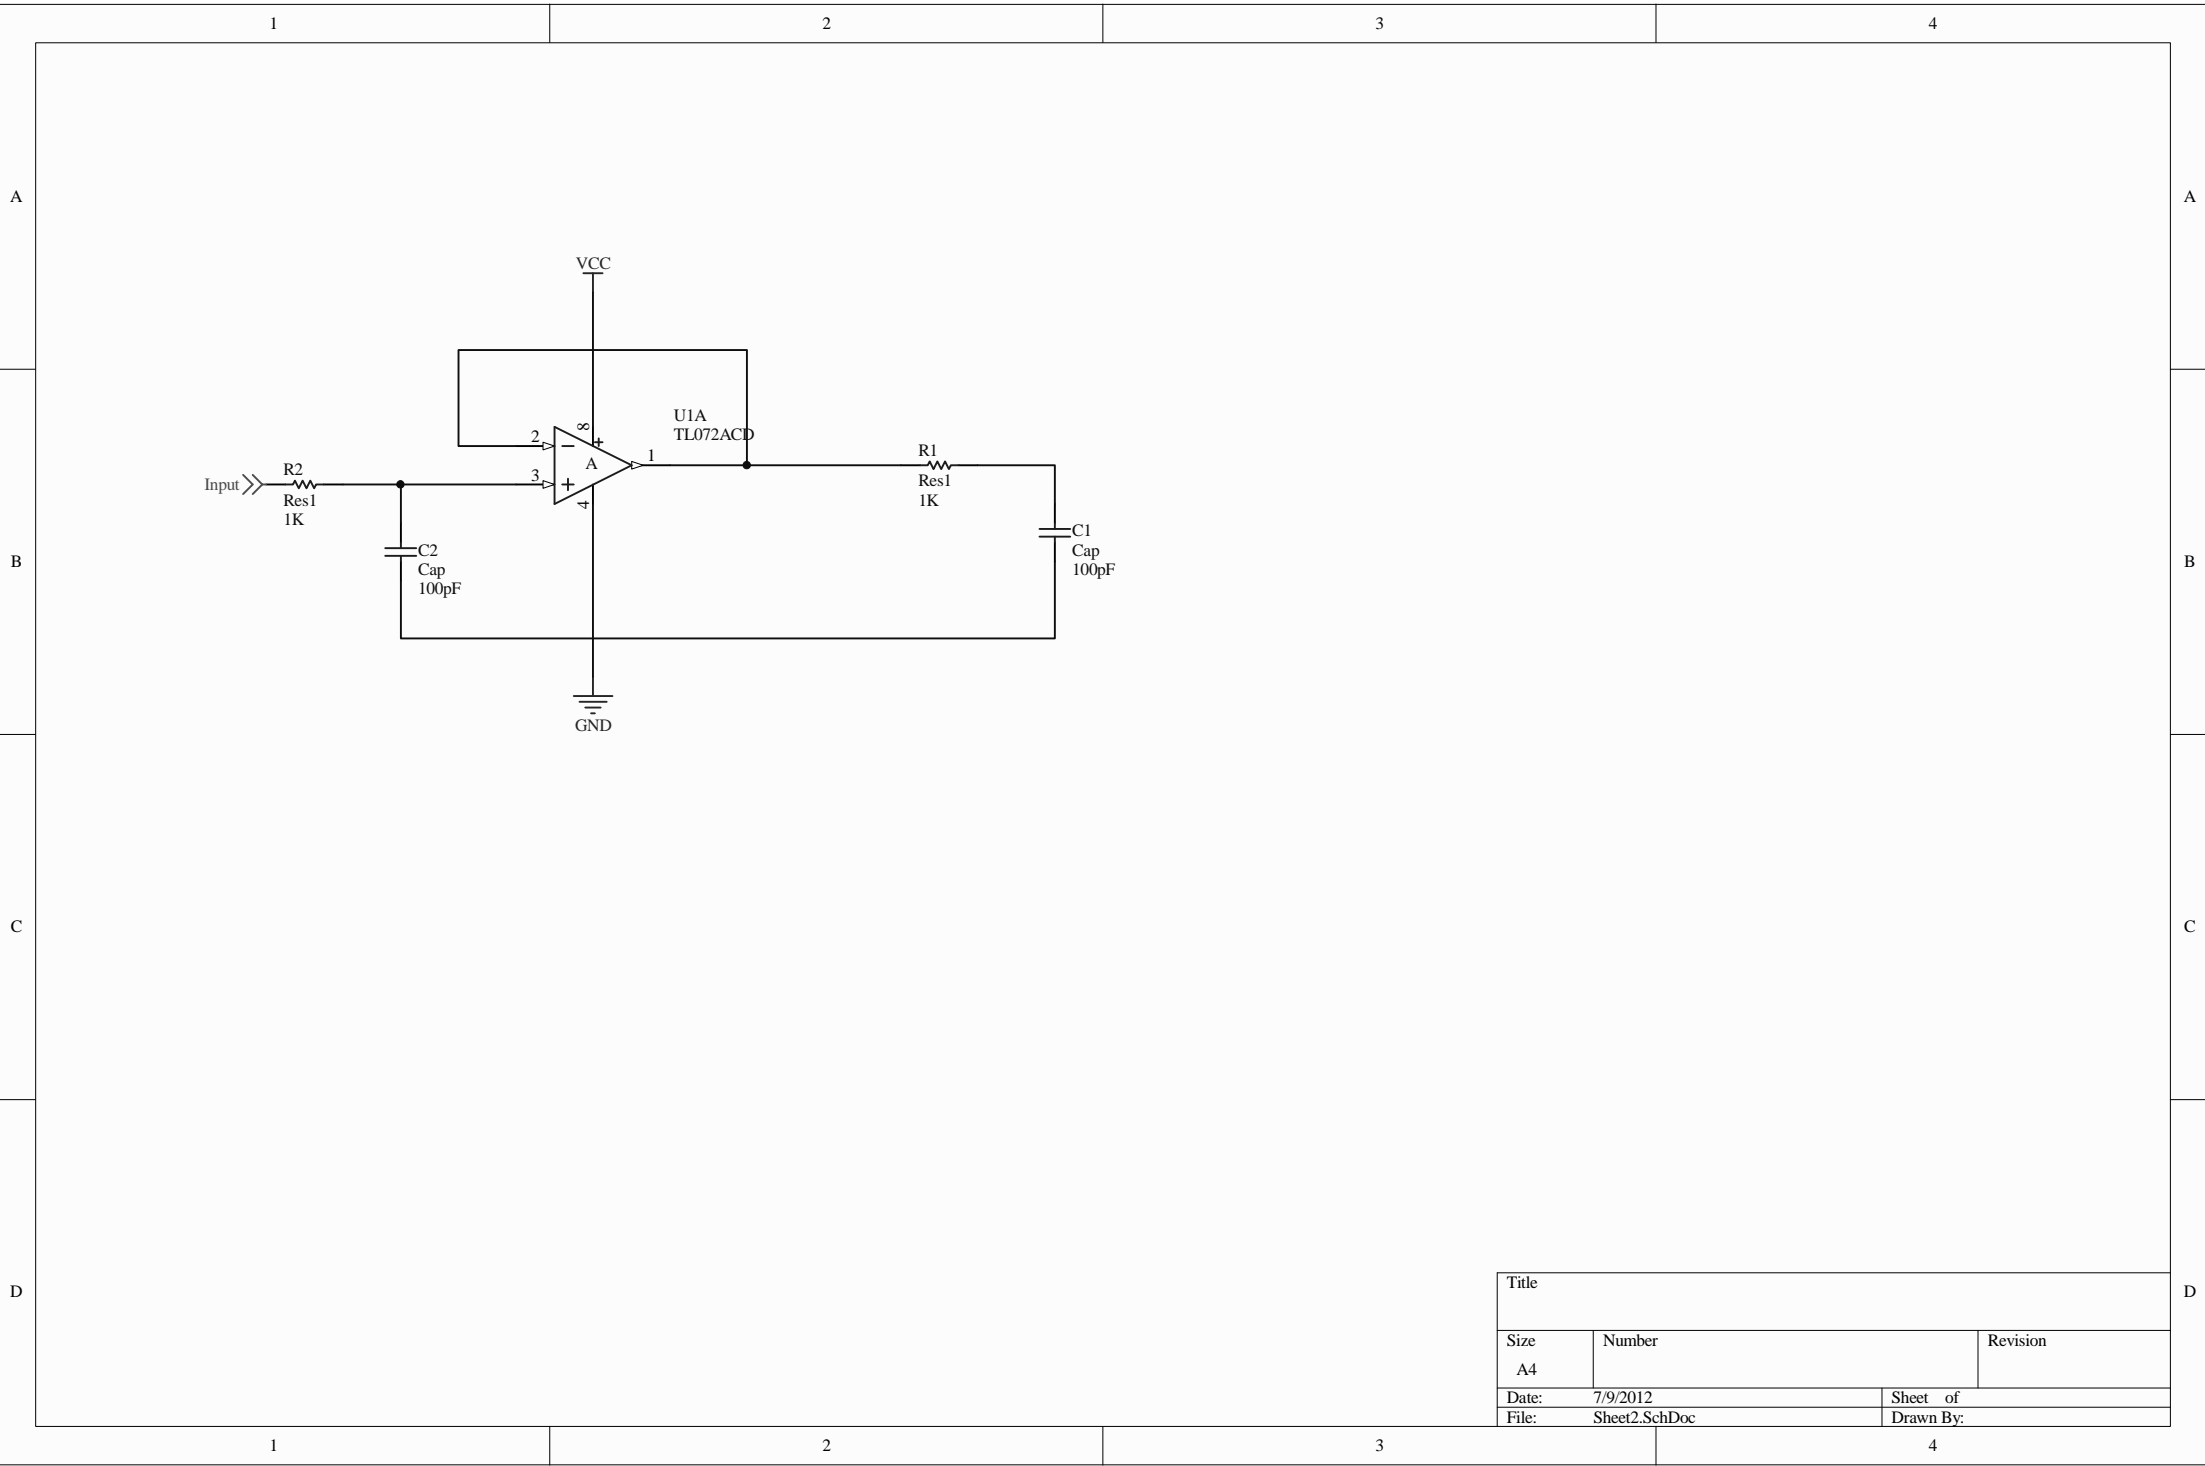 1 2 3 4
A A
VCC
U1A
TL072ACD
8
2
A
1
3
4
R1
Res1
1K
Input
R2
Res1
1K
C1
Cap
100pF
C2
Cap
100pF
B B
GND
C C
D D
Title
Size Number Revision
A4
Date: 7/9/2012 Sheet of
File: Sheet2.SchDoc Drawn By:
1 2 3 4